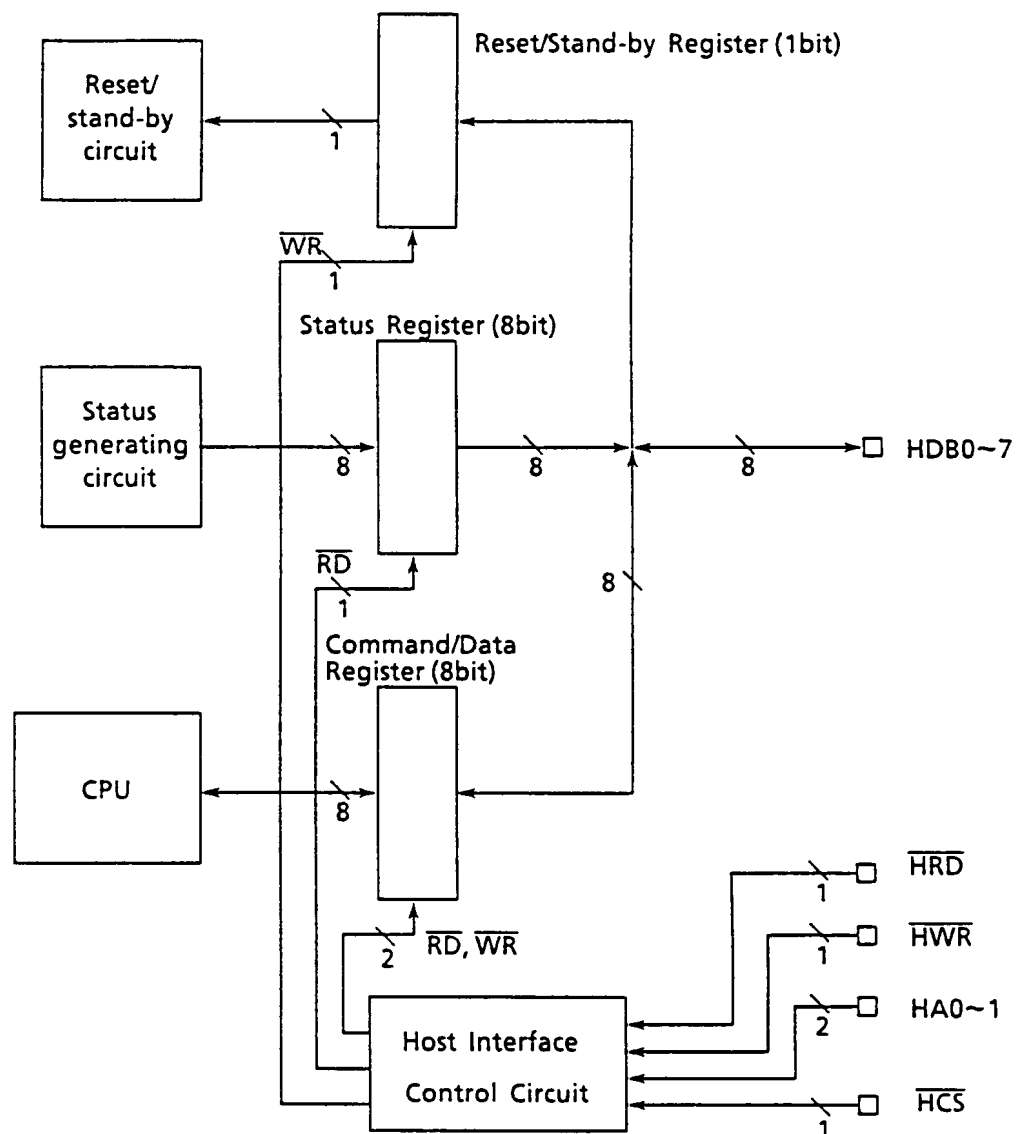 Reset/Stand-by Register (1bit)
Reset/
stand-by
circuit
1
WR
1
Status Register (8bit)
Status
generating
circuit
8
8
8
HDB0~7
RD
1
8
Command/Data
Register (8bit)
CPU
8
HRD
1
RD, WR
2
HWR
1
HA0~1
2
Host Interface
Control Circuit
HCS
1